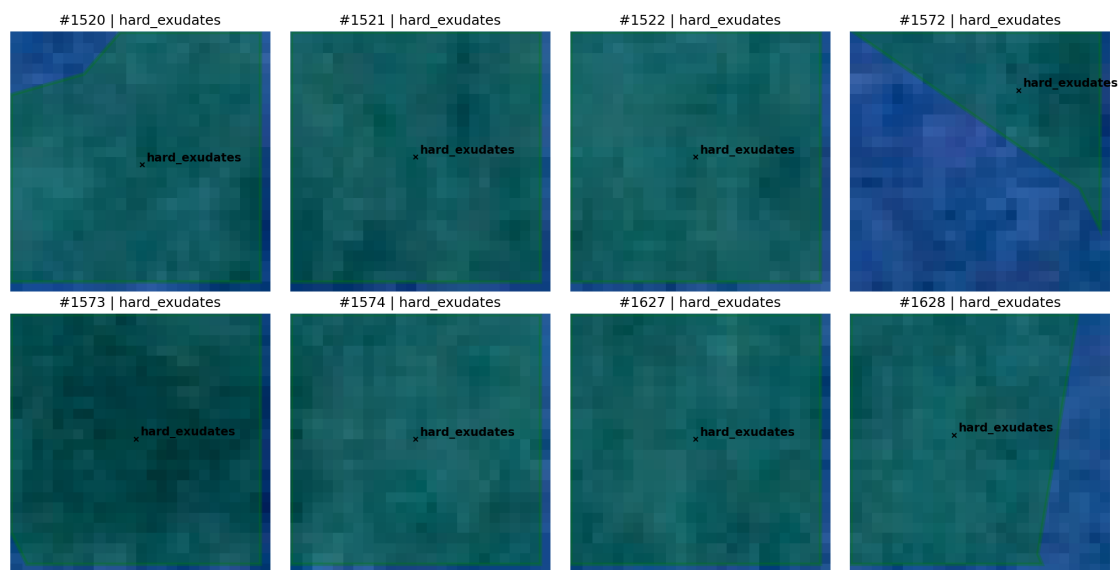 #1520 | hard_exudates
#1521 | hard_exudates
#1522 | hard_exudates
#1572 | hard_exudates
hard_exudates
hard_exudates
hard_exudates
hard_exudates
#1573 | hard_exudates
#1574 | hard_exudates
#1627 | hard_exudates
#1628 | hard_exudates
hard_exudates
hard_exudates
hard_exudates
hard_exudates